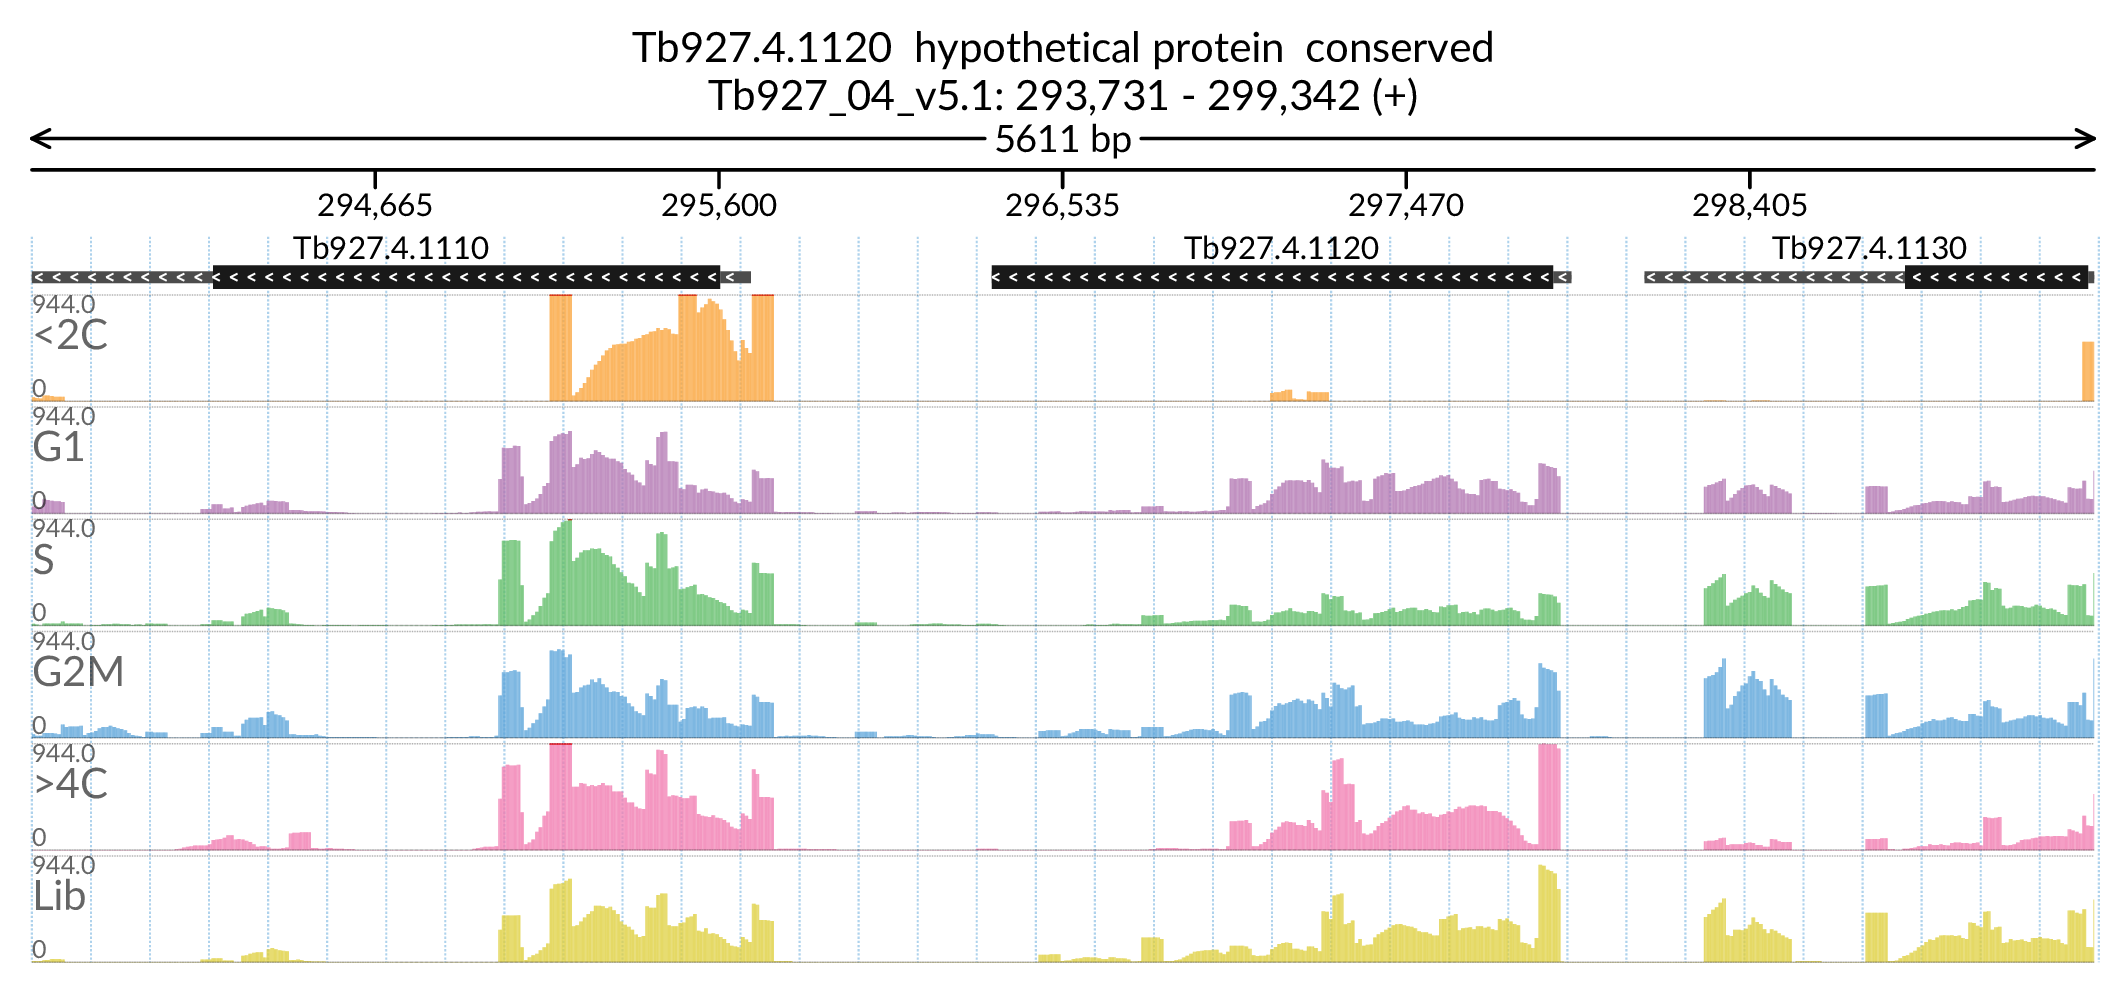 Tb927.4.1120  hypothetical protein  conserved
Tb927_04_v5.1: 293,731 - 299,342 (+)
5611 bp
294,665 295,600 296,535 297,470 298,405
Tb927.4.1110 Tb927.4.1120 Tb927.4.1130
944.0
<2C
0
944.0
G1
0
944.0
S
0
944.0
G2M
0
944.0
>4C
0
944.0
Lib
0